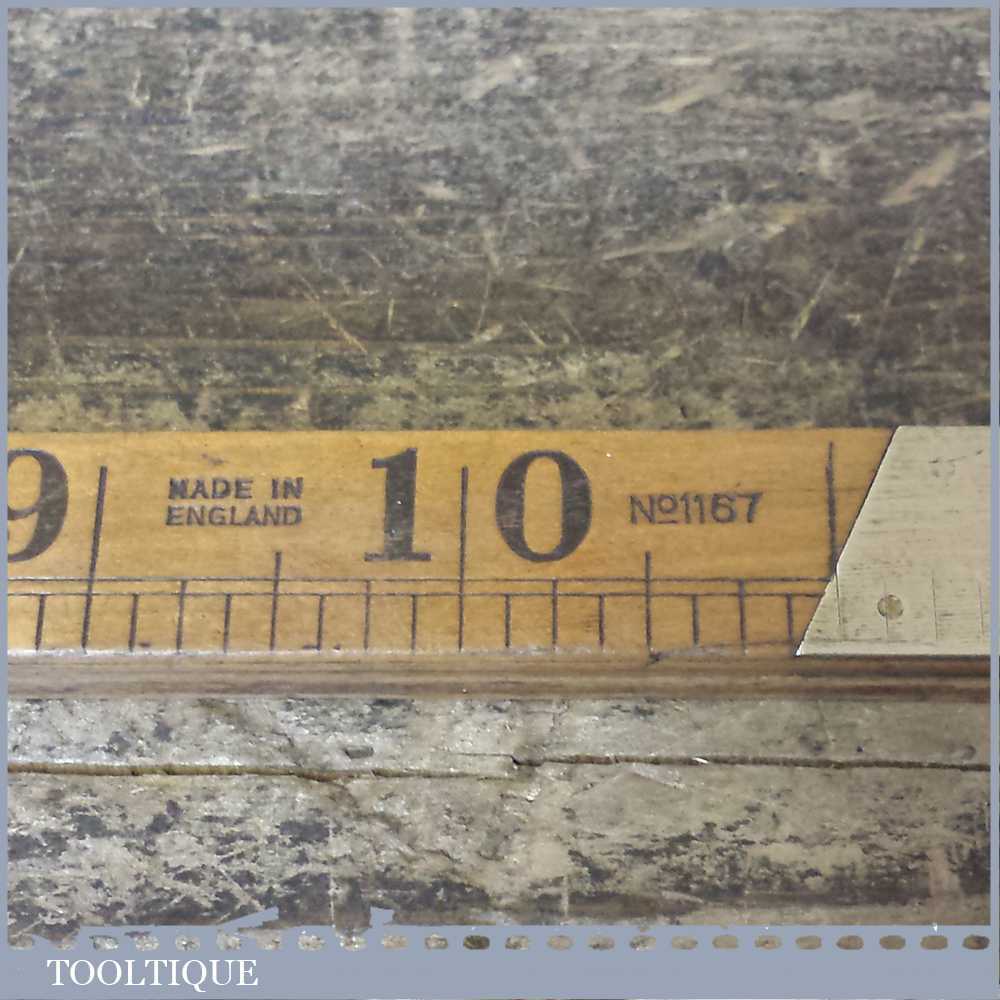 9
MADE IN
ENGLAND
10
Nº1167
TOOLTIQUE